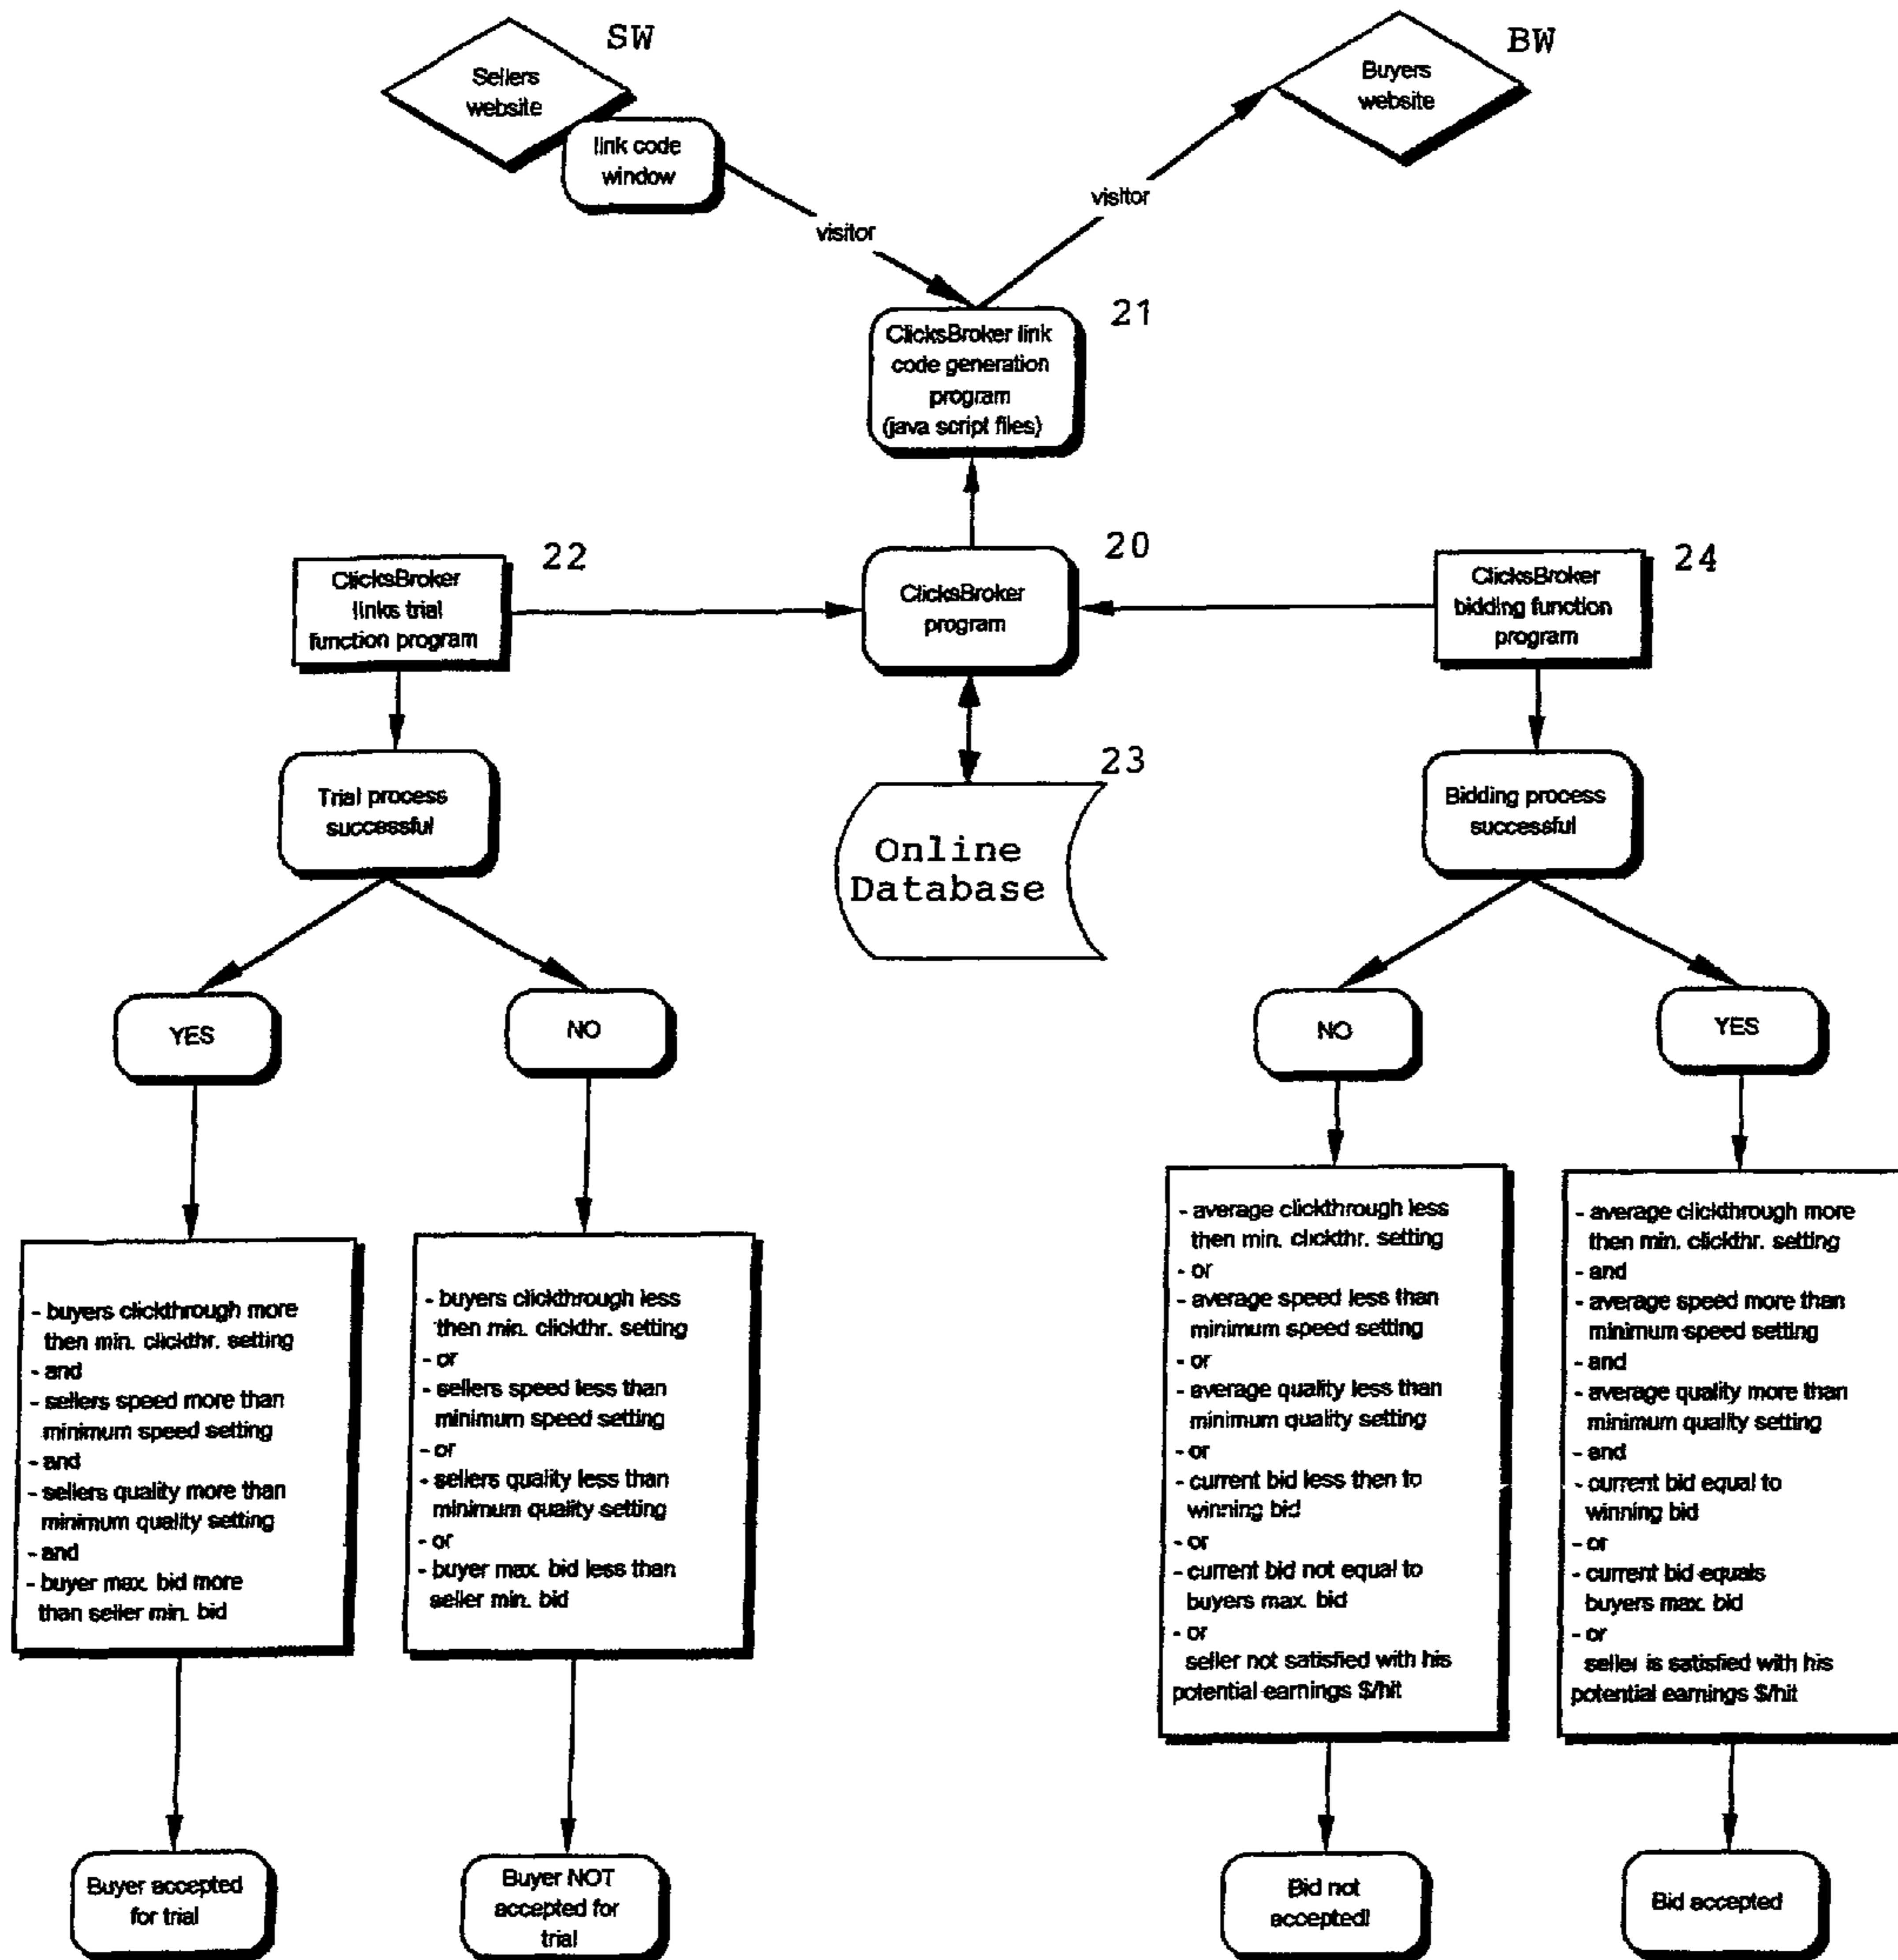 SW
Sellers
website
link code
window
BW
Buyers
website
visitor
visitor
21
ClicksBroker link
code generation
program
(java script files)
22
ClicksBroker
links trial
function program
20
ClicksBroker
program
24
ClicksBroker
bidding function
program
Trial process
successful
23
Online
Database
Bidding process
successful
YES
NO
NO
YES
- buyers clickthrough more
then min. clickthr. setting
- and
- sellers speed more than
minimum speed setting
- and
- sellers quality more than
minimum quality setting
- and
- buyer max. bid more
than seller min. bid
- buyers clickthrough less
then min. clickthr. setting
- or
- sellers speed less than
minimum speed setting
- or
- sellers quality less than
minimum quality setting
- or
- buyer max. bid less than
seller min. bid
- average clickthrough less
then min. clickthr. setting
- or
- average speed less than
minimum speed setting
- or
- average quality less than
minimum quality setting
- or
- current bid less then to
winning bid
- or
- current bid not equal to
buyers max. bid
- or
seller not satisfied with his
potential earnings $/hit
- average clickthrough more
then min. clickthr. setting
- and
- average speed more than
minimum speed setting
- and
- average quality more than
minimum quality setting
- and
- current bid equal to
winning bid
- or
- current bid equals
buyers max. bid
- or
seller is satisfied with his
potential earnings $/hit
Buyer accepted
for trial
Buyer NOT
accepted for
trial
Bid not
accepted!
Bid accepted